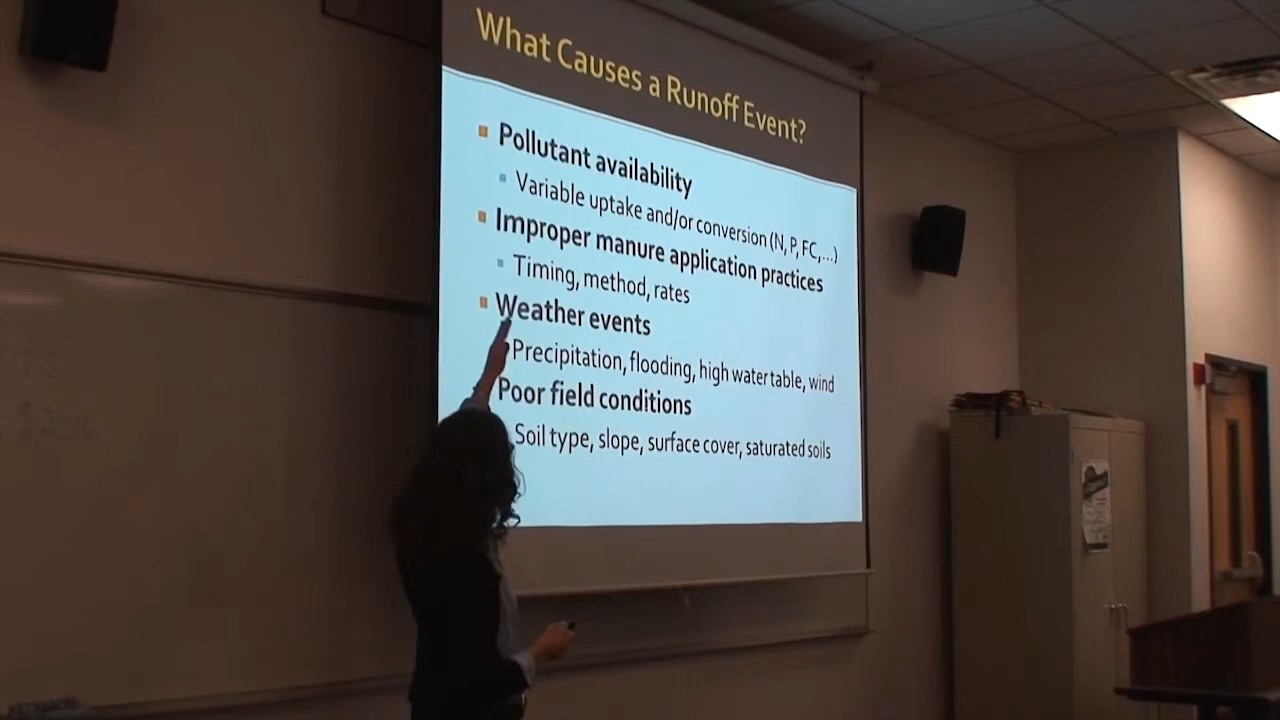 What Causes a Runoff Event?
Pollutant availability
Variable uptake and/or conversion (N, P, FC,...)
Improper manure application practices
Timing, method, rates
Weather events
Precipitation, flooding, high water table, wind
Poor field conditions
Soil type, slope, surface cover, saturated soils